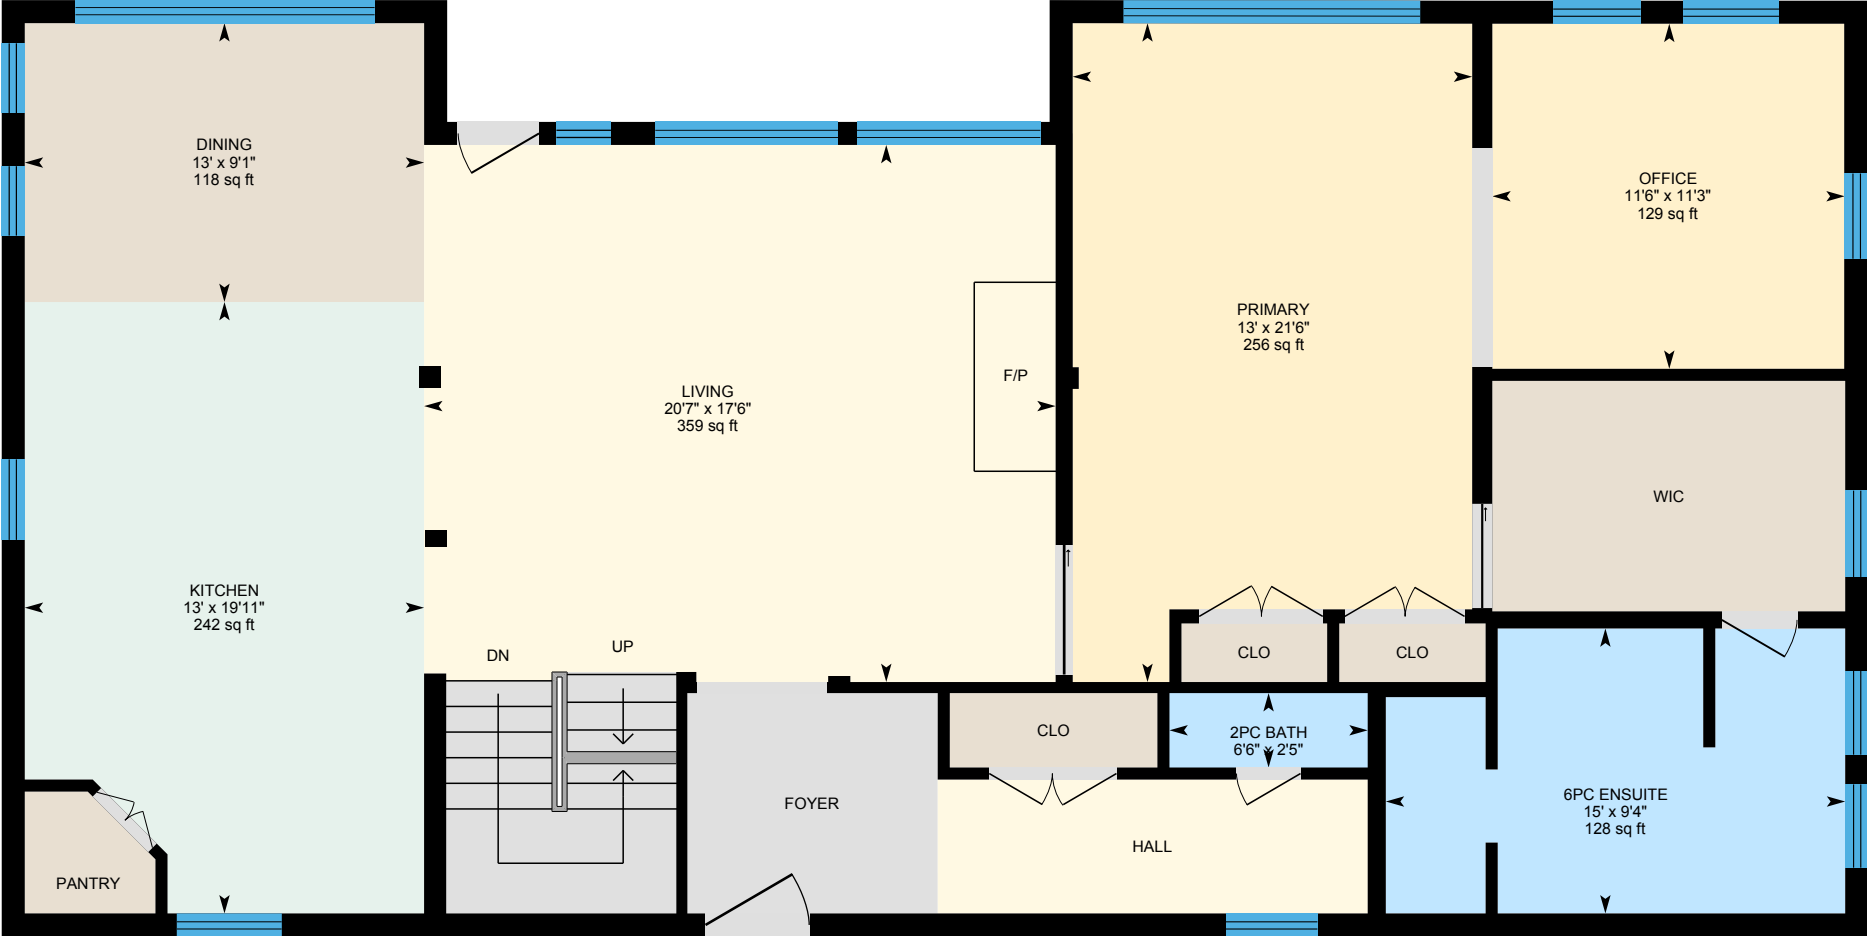 DINING
13' x 9'1"
118 sq ft
OFFICE
11'6" x 11'3"
129 sq ft
PRIMARY
13' x 21'6"
256 sq ft
F/P
LIVING
20'7" x 17'6"
359 sq ft
WIC
KITCHEN
13' x 19'11"
242 sq ft
DN
UP
CLO
CLO
CLO
2PC BATH
6'6" x 2'5"
FOYER
6PC ENSUITE
15' x 9'4"
128 sq ft
HALL
PANTRY